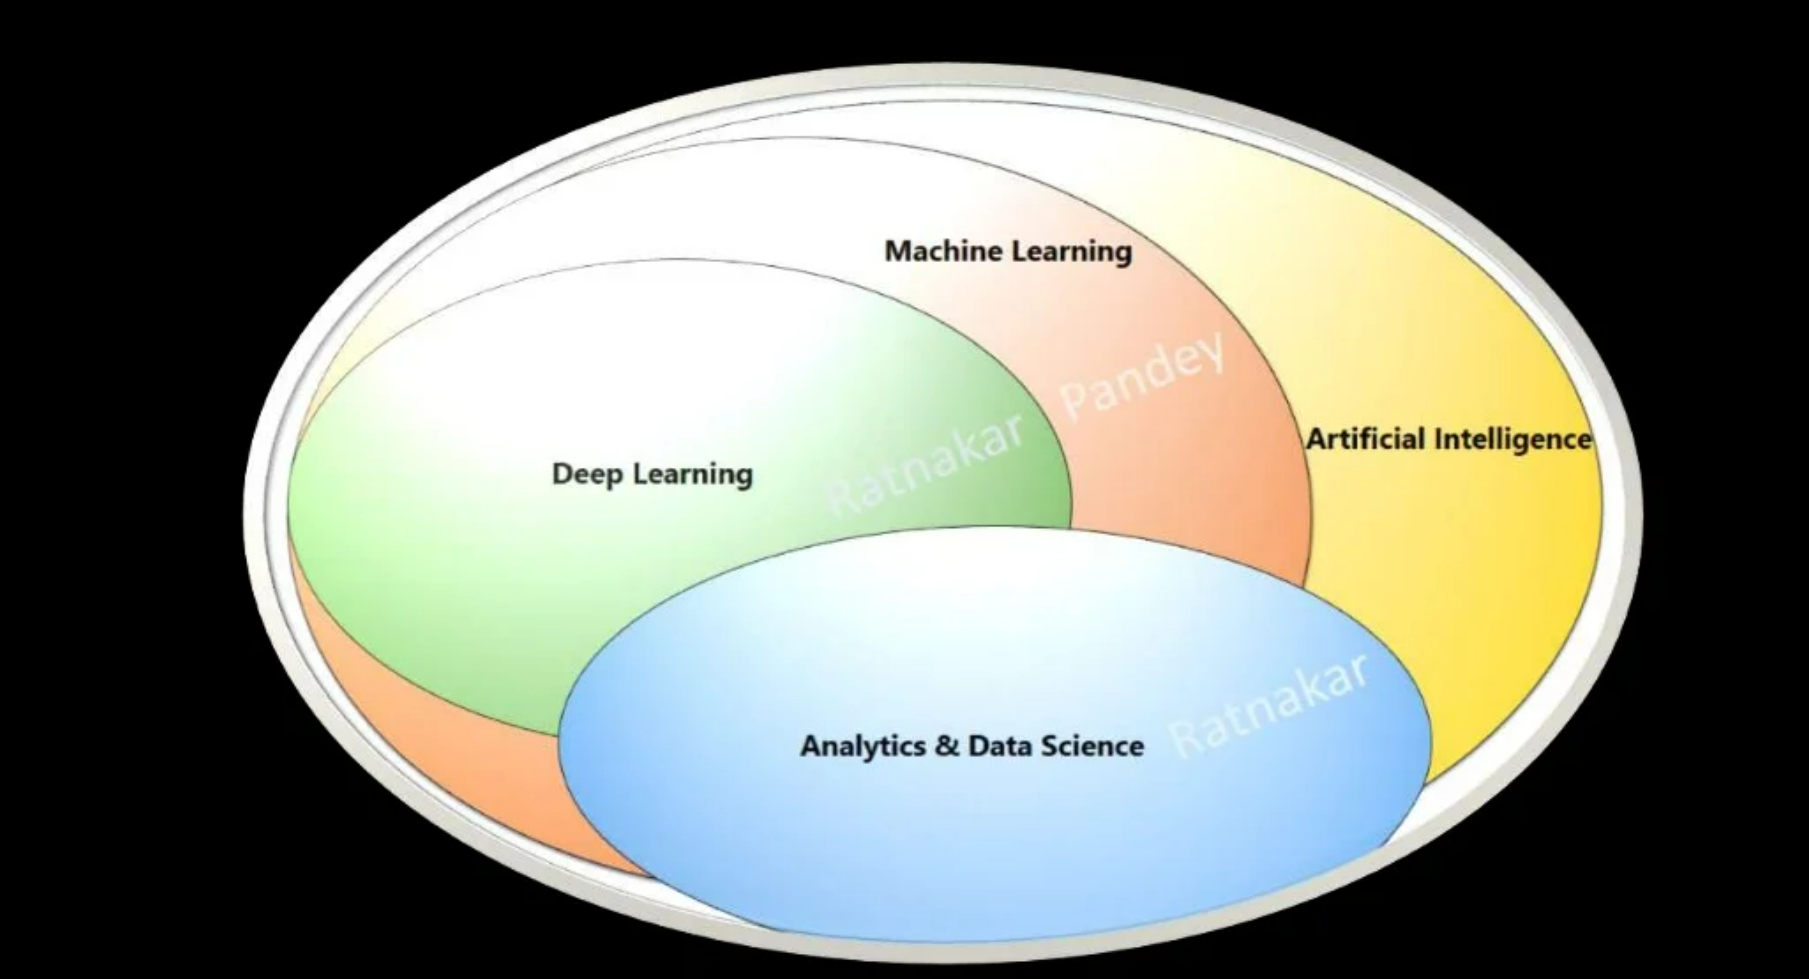 Machine Learning
Pandey
Artificial Intelligence
Ratnakar
Deep Learning
Ratnakar
Analytics & Data Science